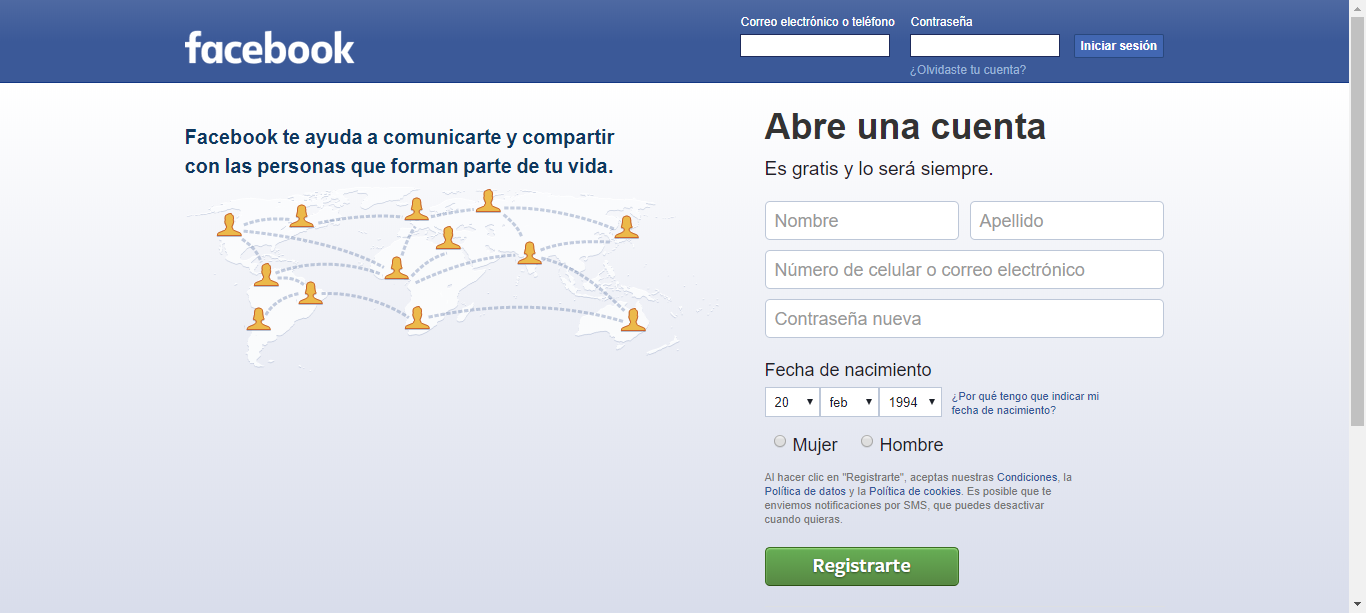 facebook
Correo electrónico o teléfono
Contraseña
Iniciar sesión
¿Olvidaste tu cuenta?
Facebook te ayuda a comunicarte y compartir
con las personas que forman parte de tu vida.
Abre una cuenta
Es gratis y lo será siempre.
Nombre
Apellido
Número de celular o correo electrónico
Contraseña nueva
Fecha de nacimiento
20
feb
1994
¿Por qué tengo que indicar mi
fecha de nacimiento?
Mujer
Hombre
Al hacer clic en "Registrarte", aceptas nuestras Condiciones, la
Política de datos y la Política de cookies. Es posible que te
enviemos notificaciones por SMS, que puedes desactivar
cuando quieras.
Registrarte